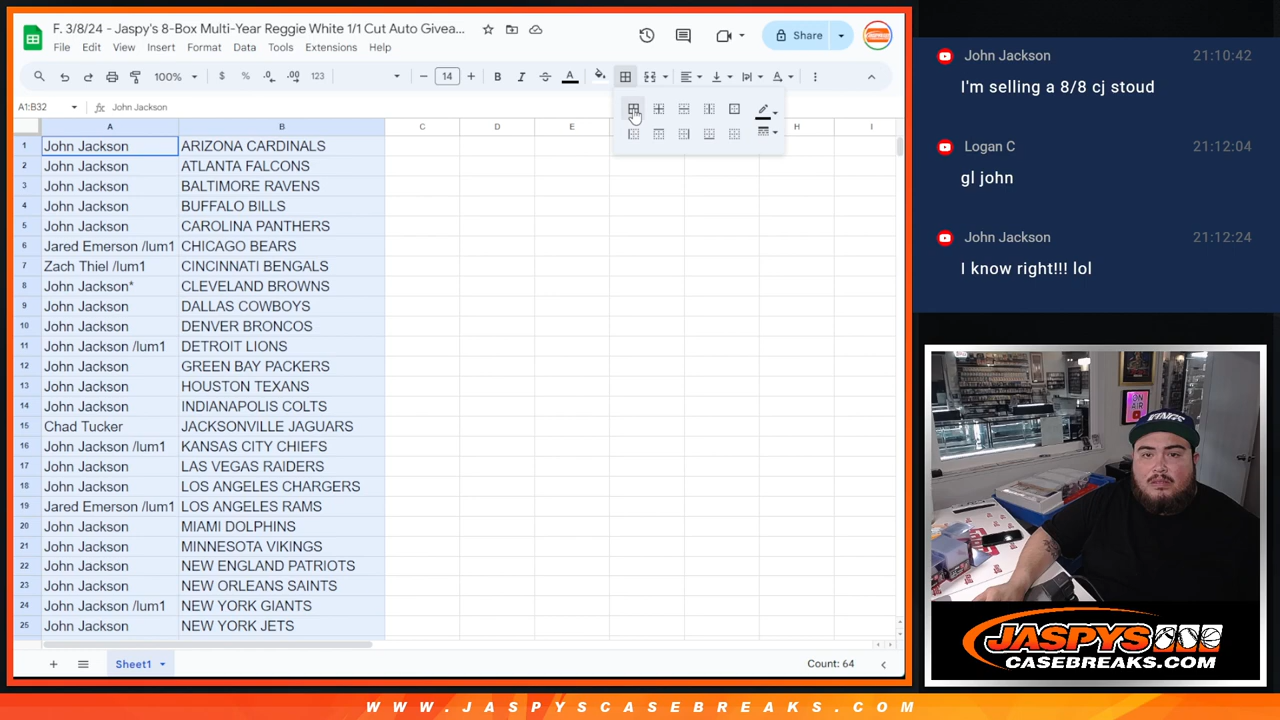 F. 3/8/24 - Jaspy's 8-Box Multi-Year Reggie White 1/1 Cut Auto Givea...
Share
File Edit View Insert Format Data Tools Extensions Help
100% $ % .0 .00 123 14 B I A
A1:B32 fx John Jackson
A B C D E H I
1 John Jackson ARIZONA CARDINALS
2 John Jackson ATLANTA FALCONS
3 John Jackson BALTIMORE RAVENS
4 John Jackson BUFFALO BILLS
5 John Jackson CAROLINA PANTHERS
6 Jared Emerson /lum1 CHICAGO BEARS
7 Zach Thiel /lum1 CINCINNATI BENGALS
8 John Jackson* CLEVELAND BROWNS
9 John Jackson DALLAS COWBOYS
10 John Jackson DENVER BRONCOS
11 John Jackson /lum1 DETROIT LIONS
12 John Jackson GREEN BAY PACKERS
13 John Jackson HOUSTON TEXANS
14 John Jackson INDIANAPOLIS COLTS
15 Chad Tucker JACKSONVILLE JAGUARS
16 John Jackson /lum1 KANSAS CITY CHIEFS
17 John Jackson LAS VEGAS RAIDERS
18 John Jackson LOS ANGELES CHARGERS
19 Jared Emerson /lum1 LOS ANGELES RAMS
20 John Jackson MIAMI DOLPHINS
21 John Jackson MINNESOTA VIKINGS
22 John Jackson NEW ENGLAND PATRIOTS
23 John Jackson NEW ORLEANS SAINTS
24 John Jackson /lum1 NEW YORK GIANTS
25 John Jackson NEW YORK JETS
Sheet1
Count: 64
John Jackson 21:10:42
I'm selling a 8/8 cj stoud
Logan C 21:12:04
gl john
John Jackson 21:12:24
I know right!!! lol
ON AIR
JASPYS
CASEBREAKS.COM
WWW.JASPYSCASEBREAKS.COM